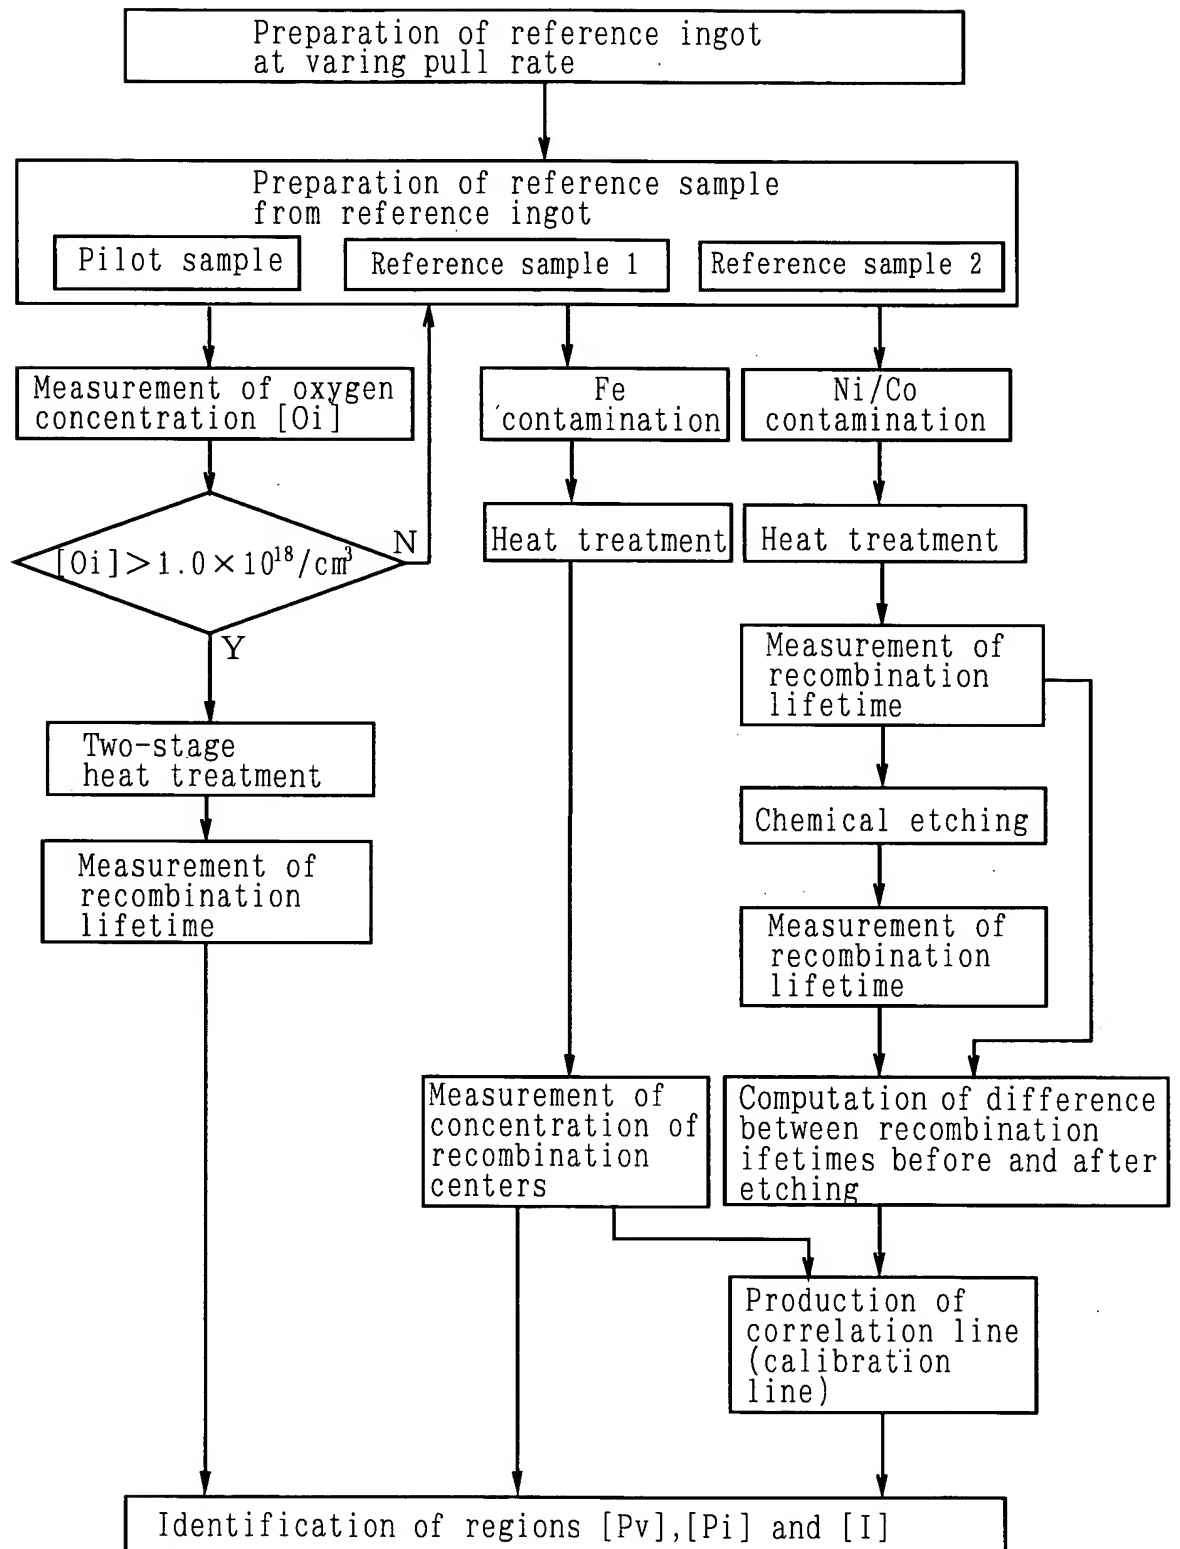 Preparation of reference ingot
at varing pull rate
Preparation of reference sample
from reference ingot
Pilot sample
Reference sample 1
Reference sample 2
Measurement of oxygen
concentration [Oi]
Fe
contamination
Ni/Co
contamination
[Oi]>1.0×10¹⁸/cm³
N
Y
Heat treatment
Heat treatment
Measurement of
recombination
lifetime
Two-stage
heat treatment
Chemical etching
Measurement of
recombination
lifetime
Measurement of
recombination
lifetime
Measurement of
concentration of
recombination
centers
Computation of difference
between recombination
ifetimes before and after
etching
Production of
correlation line
(calibration
line)
Identification of regions [Pv],[Pi] and [I]